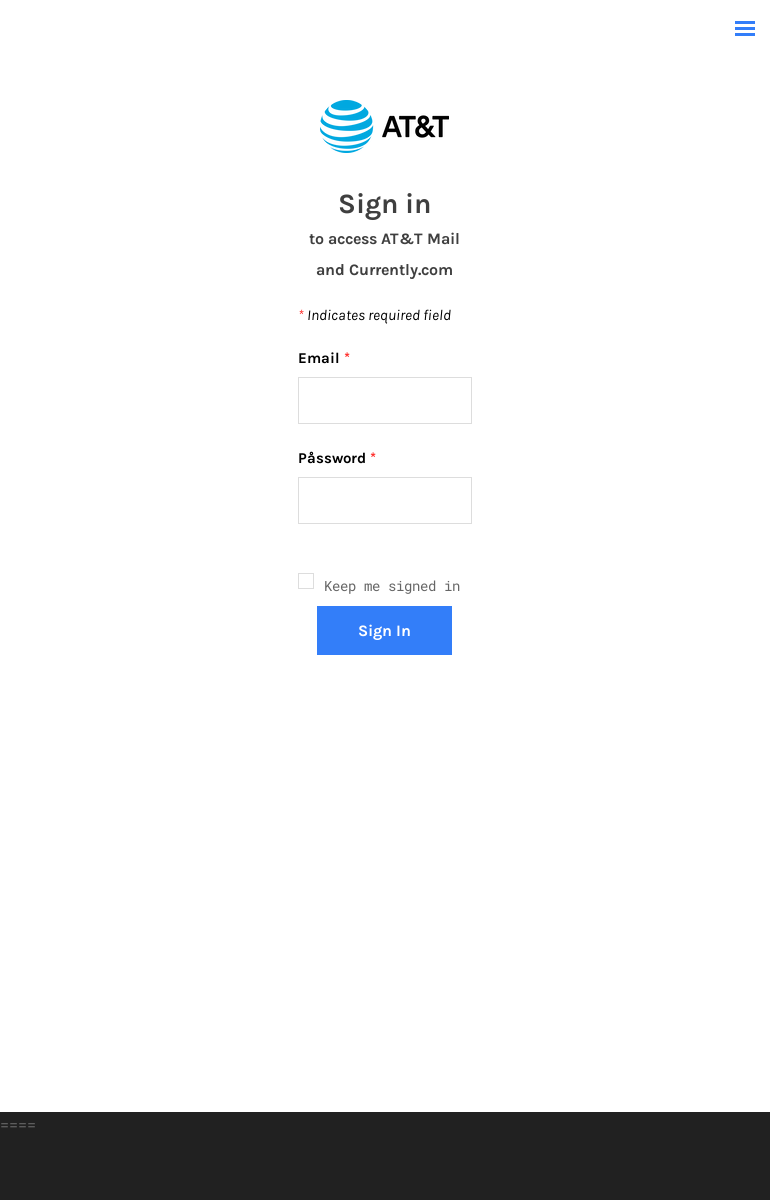 AT&T
Sign in
to access AT&T Mail
and Currently.com
* Indicates required field
Email *
Påssword *
Keep me signed in
Sign In
====